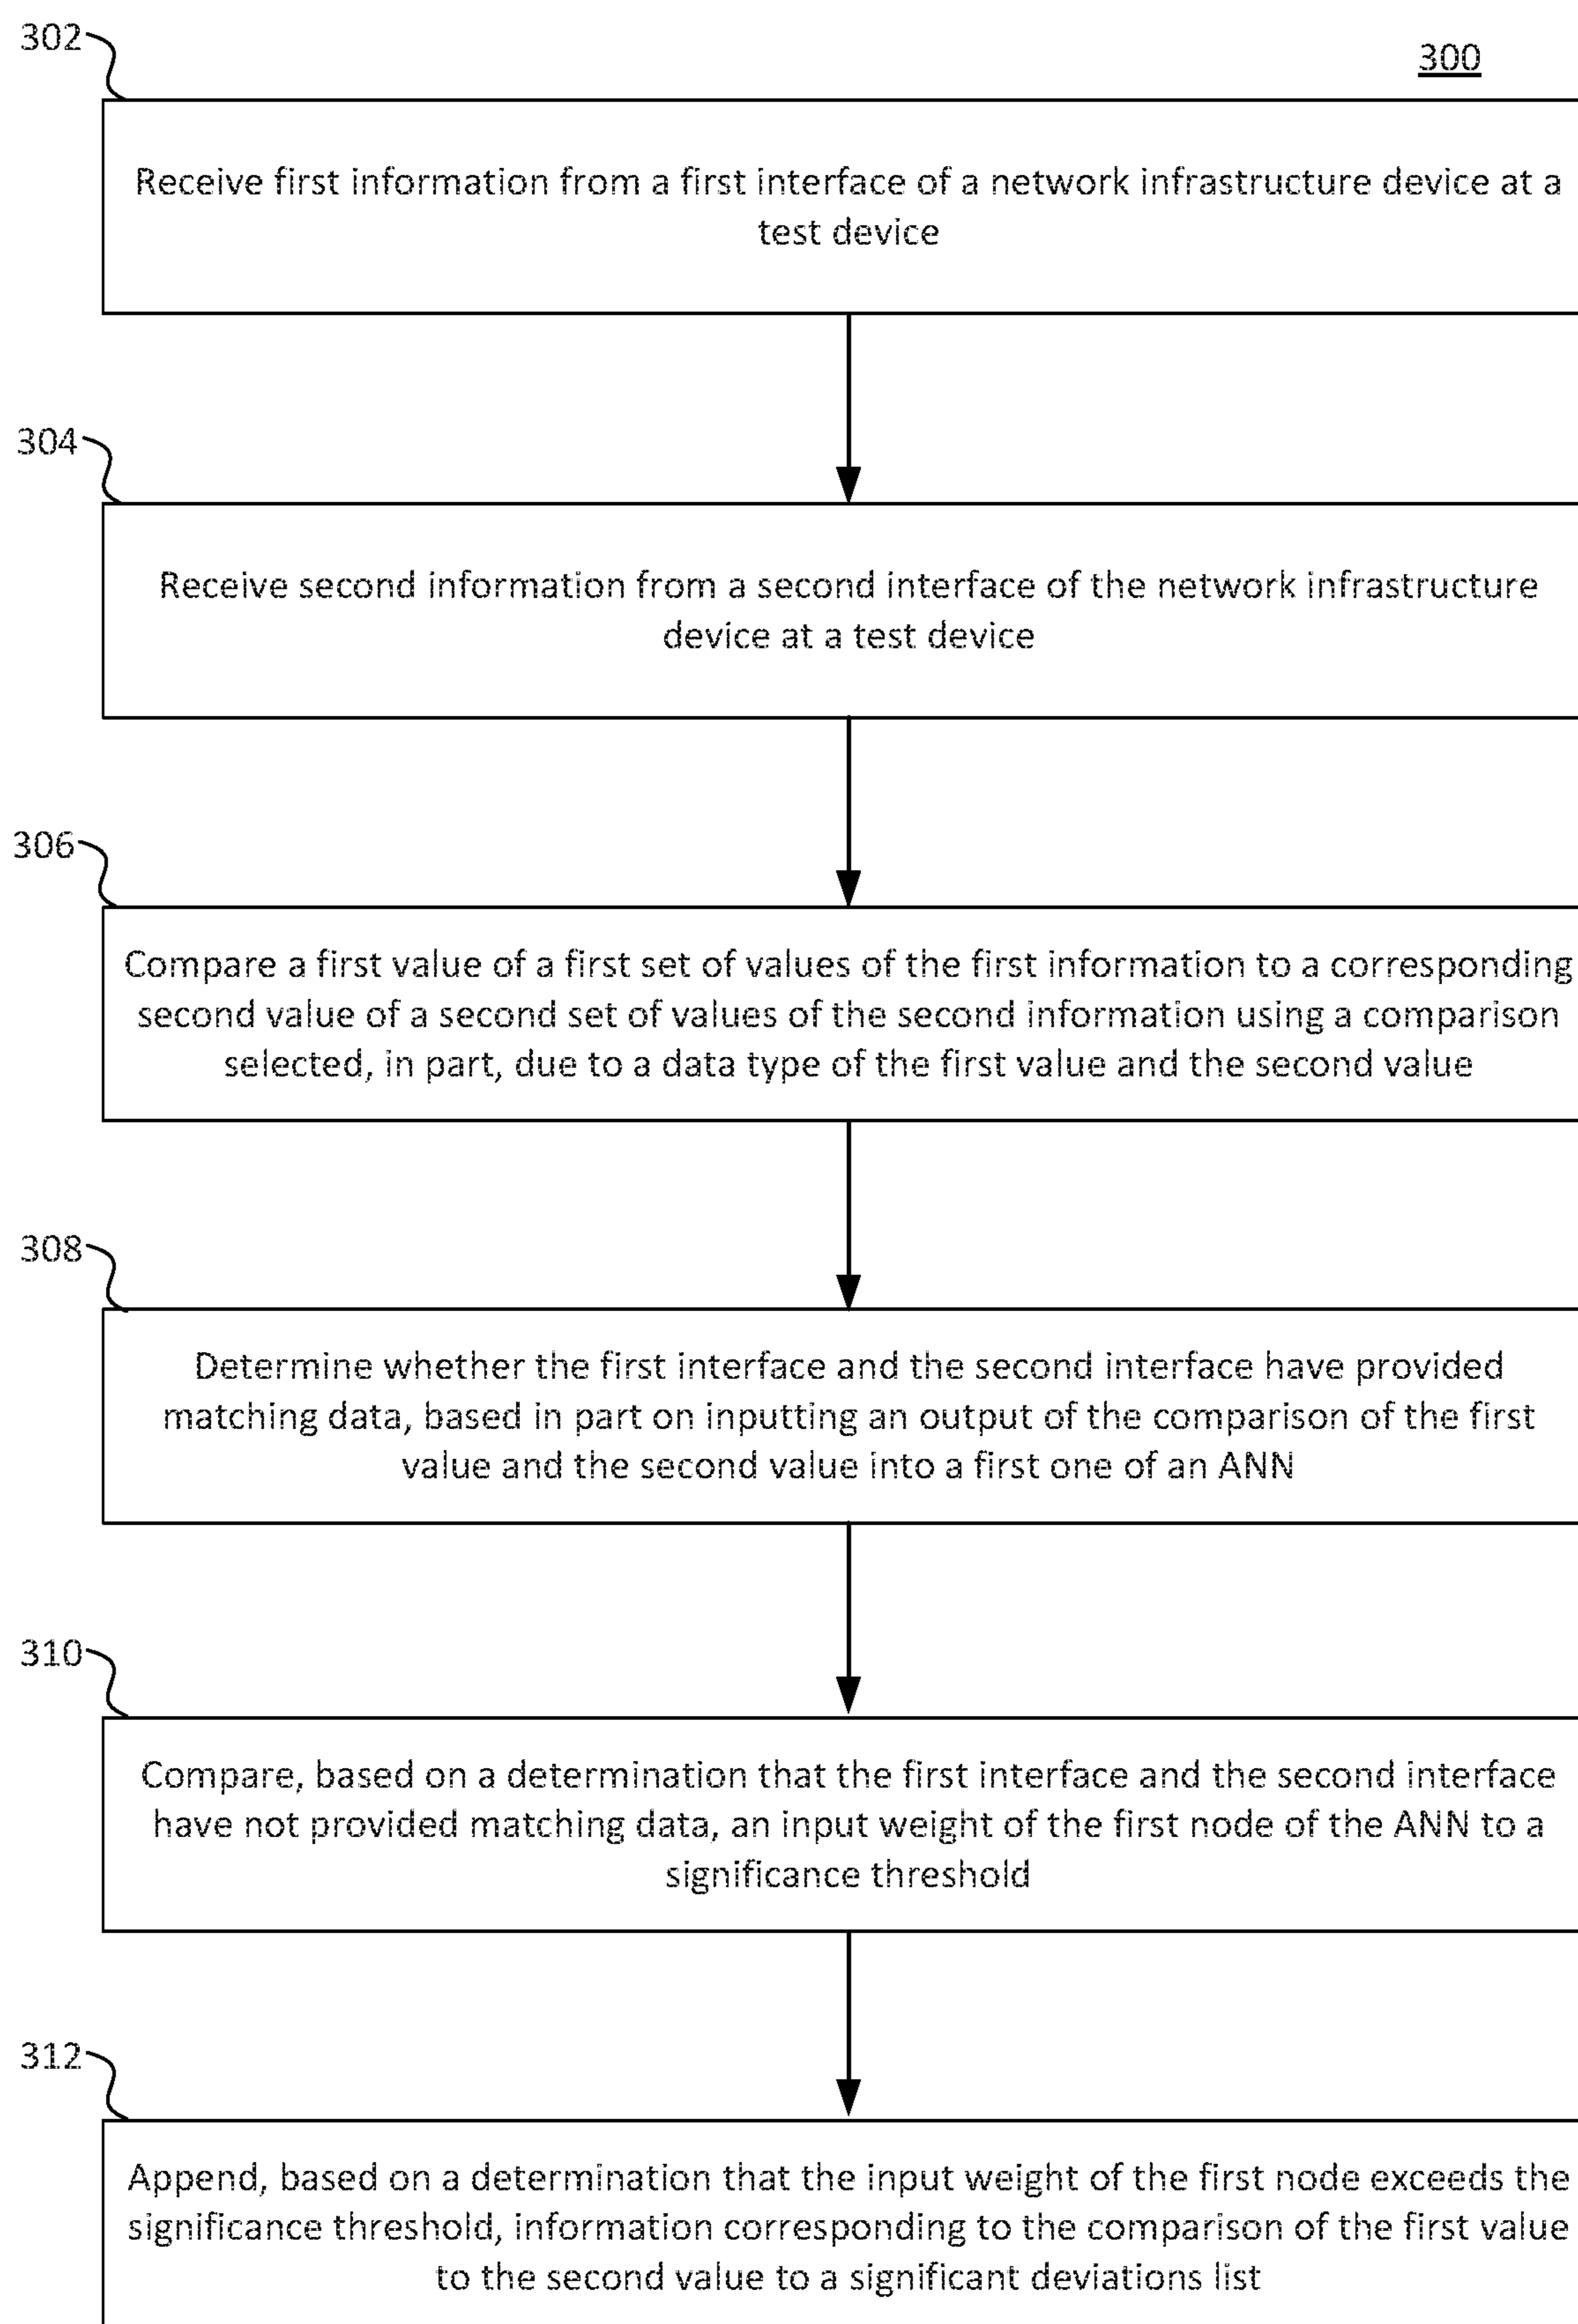 302
300
Receive first information from a first interface of a network infrastructure device at a
test device
304
Receive second information from a second interface of the network infrastructure
device at a test device
306
Compare a first value of a first set of values of the first information to a corresponding
second value of a second set of values of the second information using a comparison
selected, in part, due to a data type of the first value and the second value
308
Determine whether the first interface and the second interface have provided
matching data, based in part on inputting an output of the comparison of the first
value and the second value into a first one of an ANN
310
Compare, based on a determination that the first interface and the second interface
have not provided matching data, an input weight of the first node of the ANN to a
significance threshold
312
Append, based on a determination that the input weight of the first node exceeds the
significance threshold, information corresponding to the comparison of the first value
to the second value to a significant deviations list